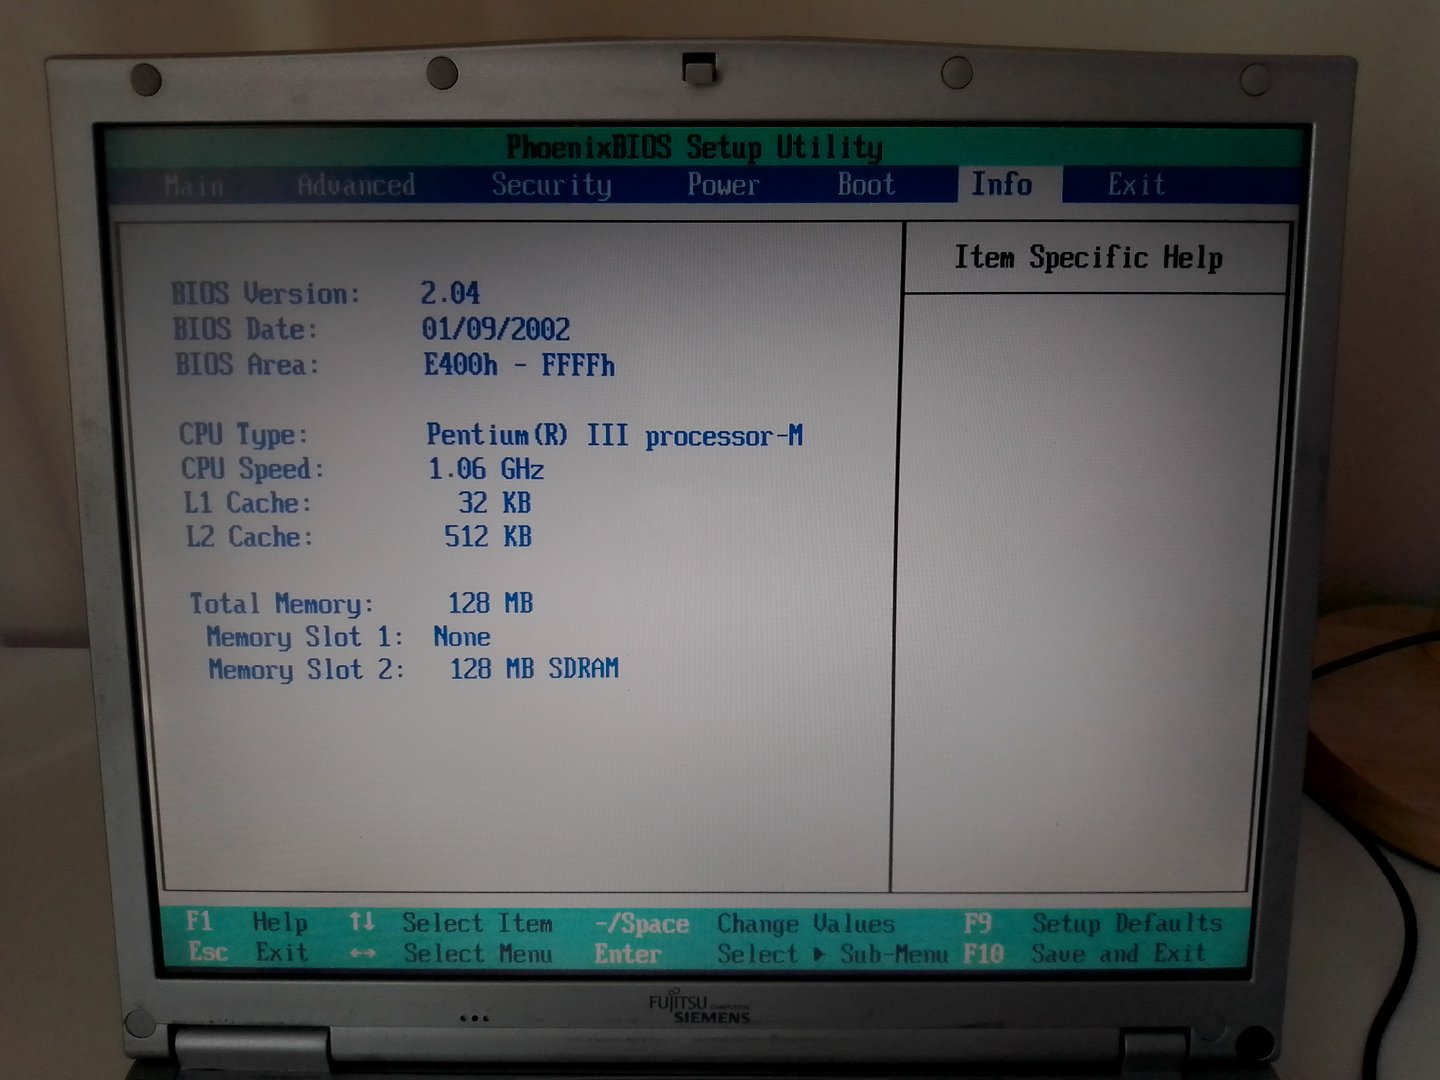 PhoenixBIOS Setup Utility
Main Advanced Security Power Boot Info Exit
Item Specific Help
BIOS Version: 2.04
BIOS Date: 01/09/2002
BIOS Area: E400h - FFFFh
CPU Type: Pentium(R) III processor-M
CPU Speed: 1.06 GHz
L1 Cache: 32 KB
L2 Cache: 512 KB
Total Memory: 128 MB
Memory Slot 1: None
Memory Slot 2: 128 MB SDRAM
F1 Help ↑↓ Select Item -/Space Change Values F9 Setup Defaults
Esc Exit ↔ Select Menu Enter Select ▶ Sub-Menu F10 Save and Exit
FUJITSU COMPUTERS
SIEMENS